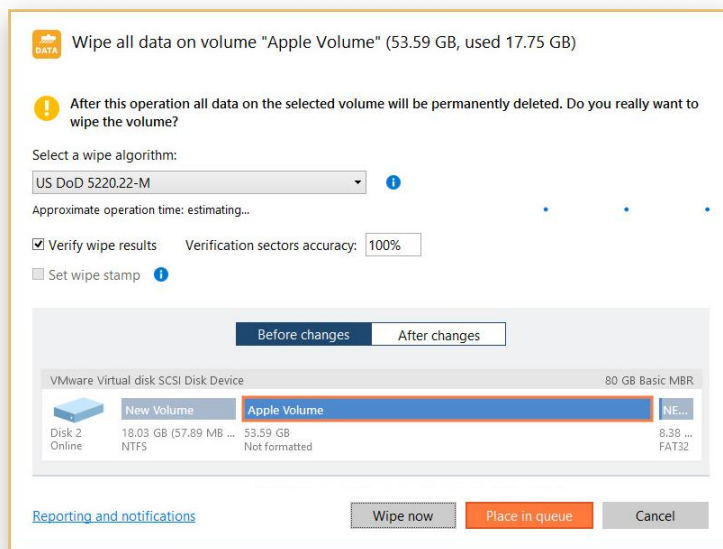 DATA
Wipe all data on volume "Apple Volume" (53.59 GB, used 17.75 GB)
After this operation all data on the selected volume will be permanently deleted. Do you really want to
wipe the volume?
Select a wipe algorithm:
US DoD 5220.22-M
Approximate operation time: estimating...
Verify wipe results Verification sectors accuracy: 100%
Set wipe stamp
Before changes After changes
VMware Virtual disk SCSI Disk Device 80 GB Basic MBR
New Volume Apple Volume NE...
Disk 2 18.03 GB (57.89 MB ... 53.59 GB 8.38 ...
Online NTFS Not formatted FAT32
Reporting and notifications Wipe now Place in queue Cancel